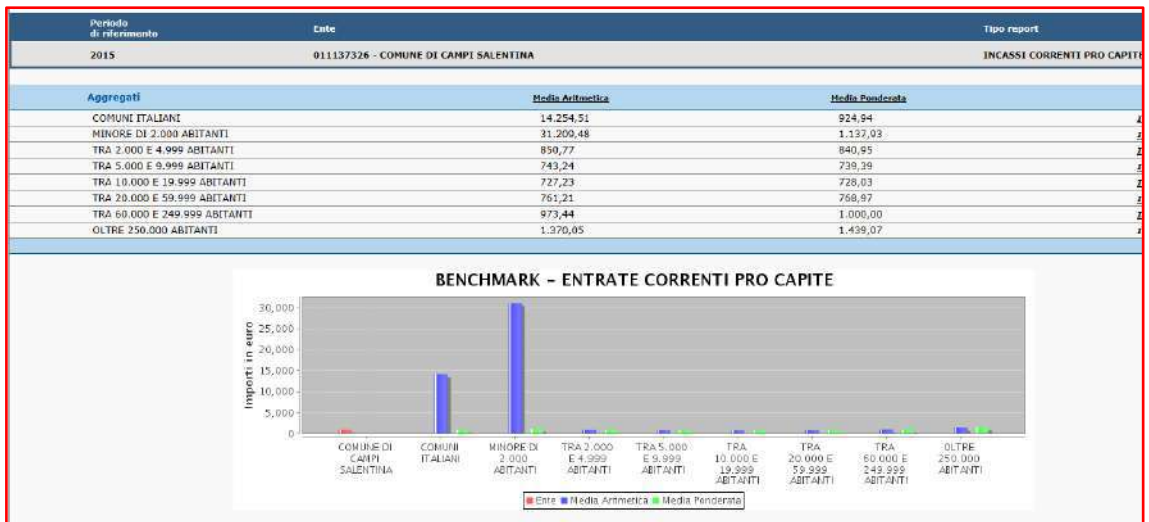 Periodo di riferimento Ente Tipo report
2015 011137326 - COMUNE DI CAMPI SALENTINA INCASSI CORRENTI PRO CAPITE
Aggregati Media Aritmetica Media Ponderata
COMUNI ITALIANI 14.254,51 924,94
MINORE DI 2.000 ABITANTI 31.209,48 1.137,93
TRA 2.000 E 4.999 ABITANTI 850,77 840,95
TRA 5.000 E 9.999 ABITANTI 743,24 739,39
TRA 10.000 E 19.999 ABITANTI 727,23 728,03
TRA 20.000 E 59.999 ABITANTI 761,21 768,97
TRA 60.000 E 249.999 ABITANTI 973,44 1.000,00
OLTRE 250.000 ABITANTI 1.370,05 1.439,07
BENCHMARK – ENTRATE CORRENTI PRO CAPITE
Importi in euro
30,000
25,000
20,000
15,000
10,000
5,000
0
COMUNE DI CAMPI SALENTINA
COMUNI ITALIANI
MINORE DI 2.000 ABITANTI
TRA 2.000 E 4.999 ABITANTI
TRA 5.000 E 9.999 ABITANTI
TRA 10.000 E 19.999 ABITANTI
TRA 20.000 E 59.999 ABITANTI
TRA 60.000 E 249.999 ABITANTI
OLTRE 250.000 ABITANTI
Ente Media Aritmetica Media Ponderata